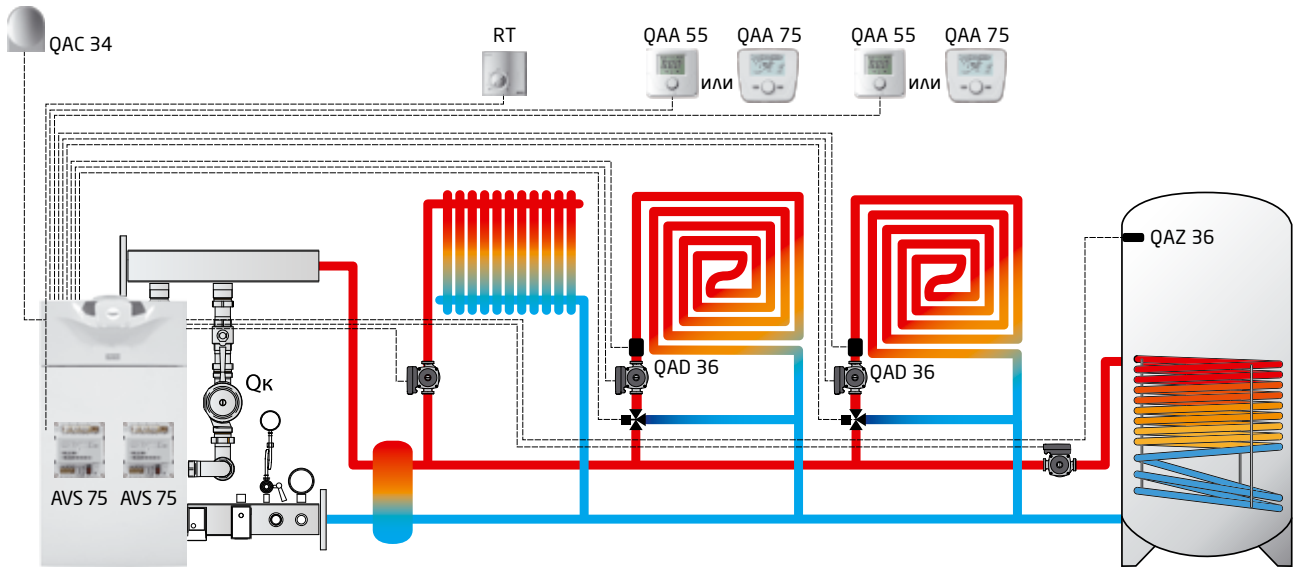 QAC 34
RT
QAA 55
или
QAA 75
QAA 55
или
QAA 75
QAZ 36
QAD 36
QAD 36
Qк
AVS 75
AVS 75